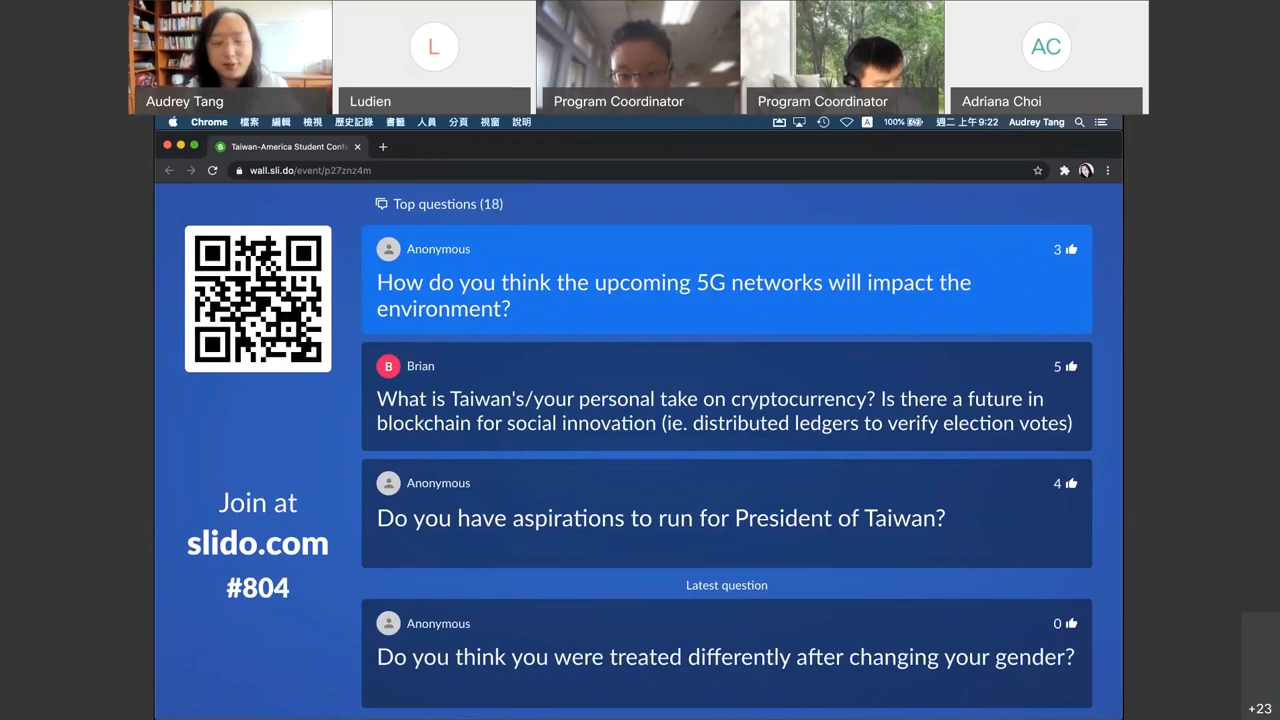 L
AC
Audrey Tang
Ludien
Program Coordinator
Program Coordinator
Adriana Choi
Chrome 檔案 編輯 檢視 歷史記錄 書籤 人員 分頁 視窗 說明 A 100% 週二 上午9:22 Audrey Tang
S Taiwan-America Student Conf
wall.sli.do/event/p27znz4m
Top questions (18)
Anonymous 3
How do you think the upcoming 5G networks will impact the
environment?
B Brian 5
What is Taiwan's/your personal take on cryptocurrency? Is there a future in
blockchain for social innovation (ie. distributed ledgers to verify election votes)
Anonymous 4
Do you have aspirations to run for President of Taiwan?
Latest question
Anonymous 0
Do you think you were treated differently after changing your gender?
Join at
slido.com
#804
+23